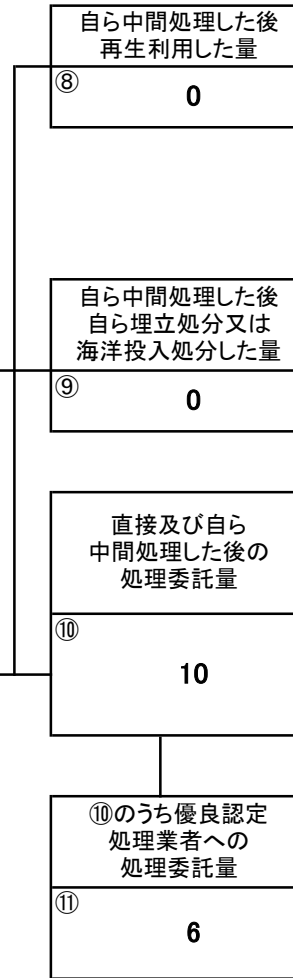 自ら中間処理した後
再生利用した量
⑧
0
自ら中間処理した後
自ら埋立処分又は
海洋投入処分した量
⑨
0
直接及び自ら
中間処理した後の
処理委託量
⑩
10
⑩のうち優良認定
処理業者への
処理委託量
⑪
6